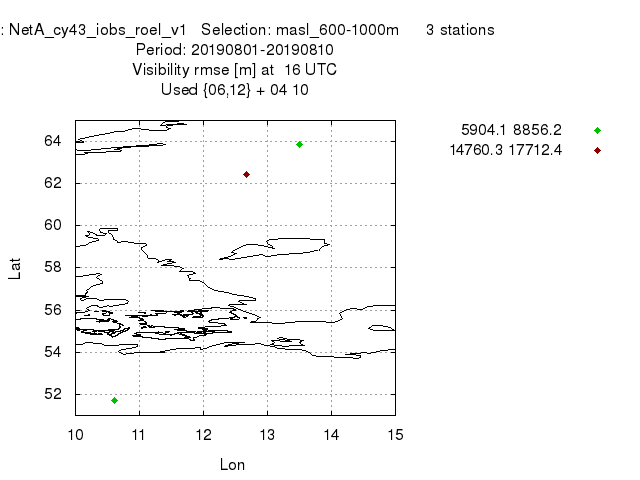 : NetA_cy43_iobs_roel_v1   Selection: masl_600-1000m      3 stations
Period: 20190801-20190810
Visibility rmse [m] at  16 UTC
Used {06,12} + 04 10
5904.1 8856.2
14760.3 17712.4
64
62
60
58
56
54
52
Lat
10 11 12 13 14 15
Lon